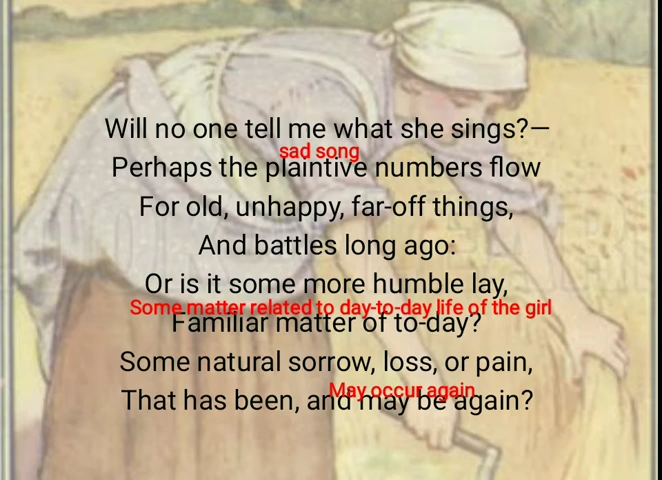 Will no one tell me what she sings?—
sad song
Perhaps the plaintive numbers flow
For old, unhappy, far-off things,
And battles long ago:
Or is it some more humble lay,
Some matter related to day-to-day life of the girl
Familiar matter of to-day?
Some natural sorrow, loss, or pain,
May occur again
That has been, and may be again?